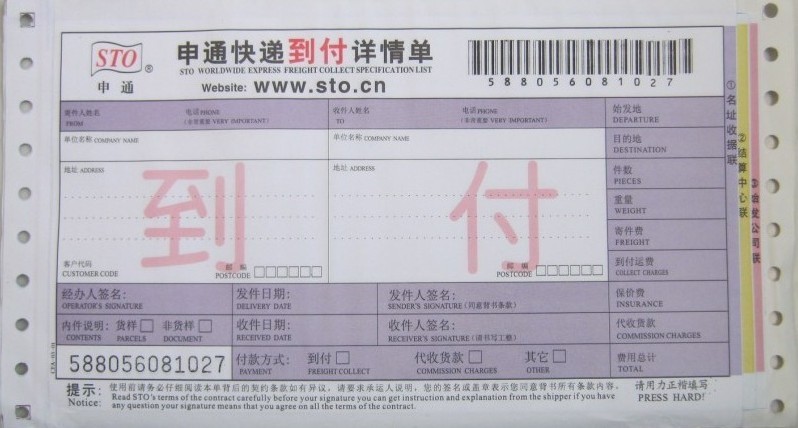 STO®
申通
申通快递到付详情单
STO WORLDWIDE EXPRESS FREIGHT COLLECT SPECIFICATION LIST
Website: www.sto.cn
588056081027
寄件人姓名 FROM
电话 PHONE
(非常重要 VERY IMPORTANT)
收件人姓名 TO
电话 PHONE
(非常重要 VERY IMPORTANT)
始发地 DEPARTURE
单位名称 COMPANY NAME
单位名称 COMPANY NAME
目的地 DESTINATION
地址 ADDRESS
地址 ADDRESS
件数 PIECES
重量 WEIGHT
寄件费 FREIGHT
到付
到付运费 COLLECT CHARGES
客户代码 CUSTOMER CODE
邮编 POSTCODE
邮编 POSTCODE
经办人签名: OPERATOR'S SIGNATURE
发件日期: DELIVERY DATE
发件人签名: SENDER'S SIGNATURE (同意背书条款)
保价费 INSURANCE
内件说明: CONTENTS
货样 PARCELS
非货样 DOCUMENT
收件日期: RECEIVED DATE
收件人签名: RECEIVER'S SIGNATURE (请书写工整)
代收货款 COMMISSION CHARGES
588056081027
付款方式: PAYMENT
到付 FREIGHT COLLECT
代收货款 COMMISSION CHARGES
其它 OTHER
费用总计 TOTAL
提示: 使用前请务必仔细阅读本单背后的契约条款如有异议,请要求承运人说明,您的签名或盖章表示您同意背书所有条款内容。
Notice: Read STO's terms of the contract carefully before your signature you can get instruction and explanation from the shipper if you have
any question your signature means that you agree on all the terms of the contract.
请用力正楷填写
PRESS HARD!
①名址收据联
②结算中心联